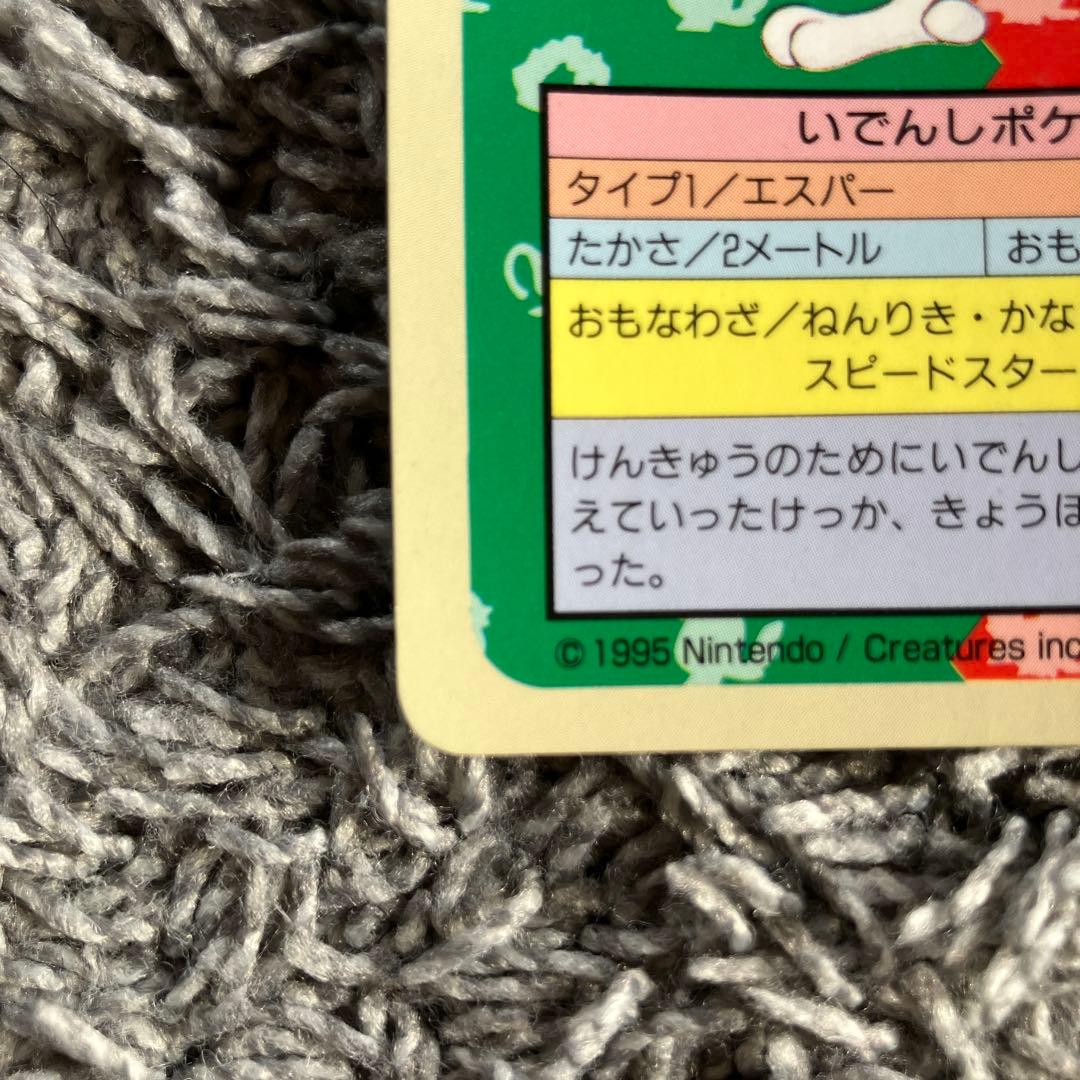 いでんしポケ
タイプ1／エスパー
たかさ／2メートル おも
おもなわざ／ねんりき・かな
スピードスター
けんきゅうのためにいでんし
えていったけっか、きょうぼ
った。
© 1995 Nintendo / Creatures inc